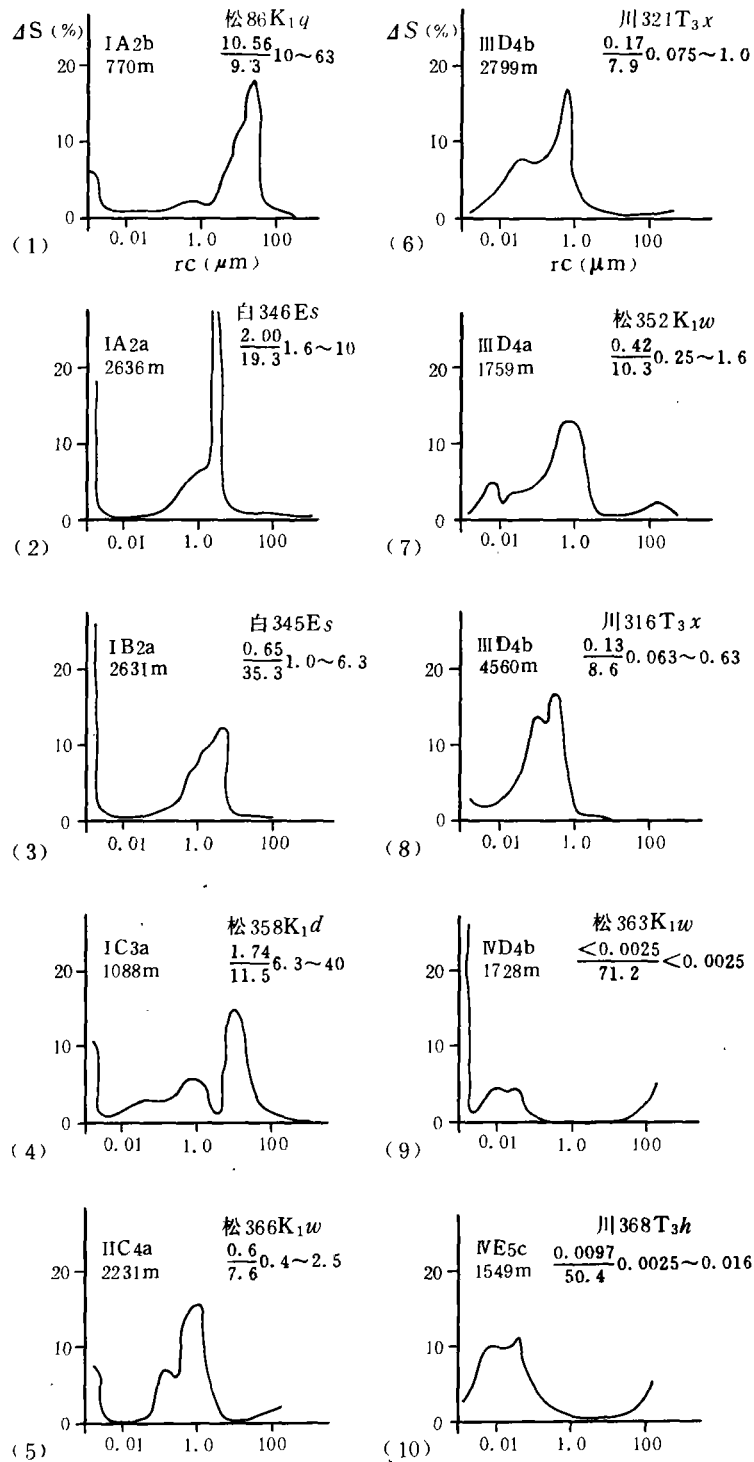 ΔS (%)
松86K₁q
IA2b
770m
10.56
9.3
10~63
20
10
0
0.01 1.0 100
(1)
rc (μm)
白346Es
IA2a
2636m
2.00
19.3
1.6~10
20
10
0
0.01 1.0 100
(2)
白345Es
IB2a
2631m
0.65
35.3
1.0~6.3
20
10
0
0.01 1.0 100
(3)
松358K₁d
IC3a
1088m
1.74
11.5
6.3~40
20
10
0
0.01 1.0 100
(4)
松366K₁w
IIC4a
2231m
0.6
7.6
0.4~2.5
20
10
0
0.01 1.0 100
(5)
ΔS (%)
川321T₃x
IIID4b
2799m
0.17
7.9
0.075~1.0
20
10
0
0.01 1.0 100
(6)
rc (μm)
松352K₁w
IIID4a
1759m
0.42
10.3
0.25~1.6
20
10
0
0.01 1.0 100
(7)
川316T₃x
IIID4b
4560m
0.13
8.6
0.063~0.63
20
10
0
0.01 1.0 100
(8)
松363K₁w
IVD4b
1728m
<0.0025
71.2
<0.0025
20
10
0
0.01 1.0 100
(9)
川368T₃h
IVE5c
1549m
0.0097
50.4
0.0025~0.016
20
10
0
0.01 1.0 100
(10)